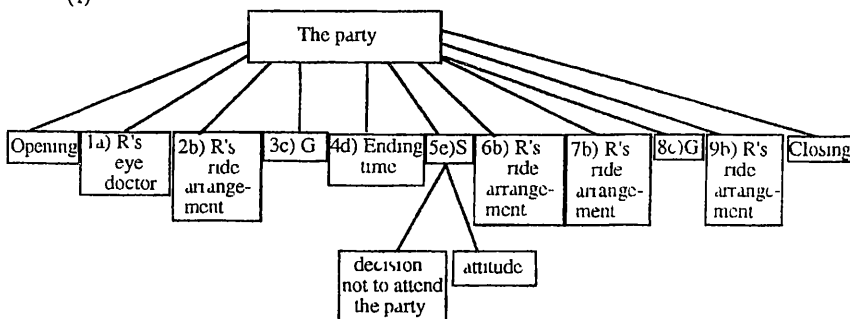 The party
Opening
1a) R's
eye
doctor
2b) R's
ride
arrange-
ment
3c) G
4d) Ending
time
5e)S
6b) R's
ride
arrange-
ment
7b) R's
ride
arrange-
ment
8c)G
9b) R's
ride
arrange-
ment
Closing
decision
not to attend
the party
attitude